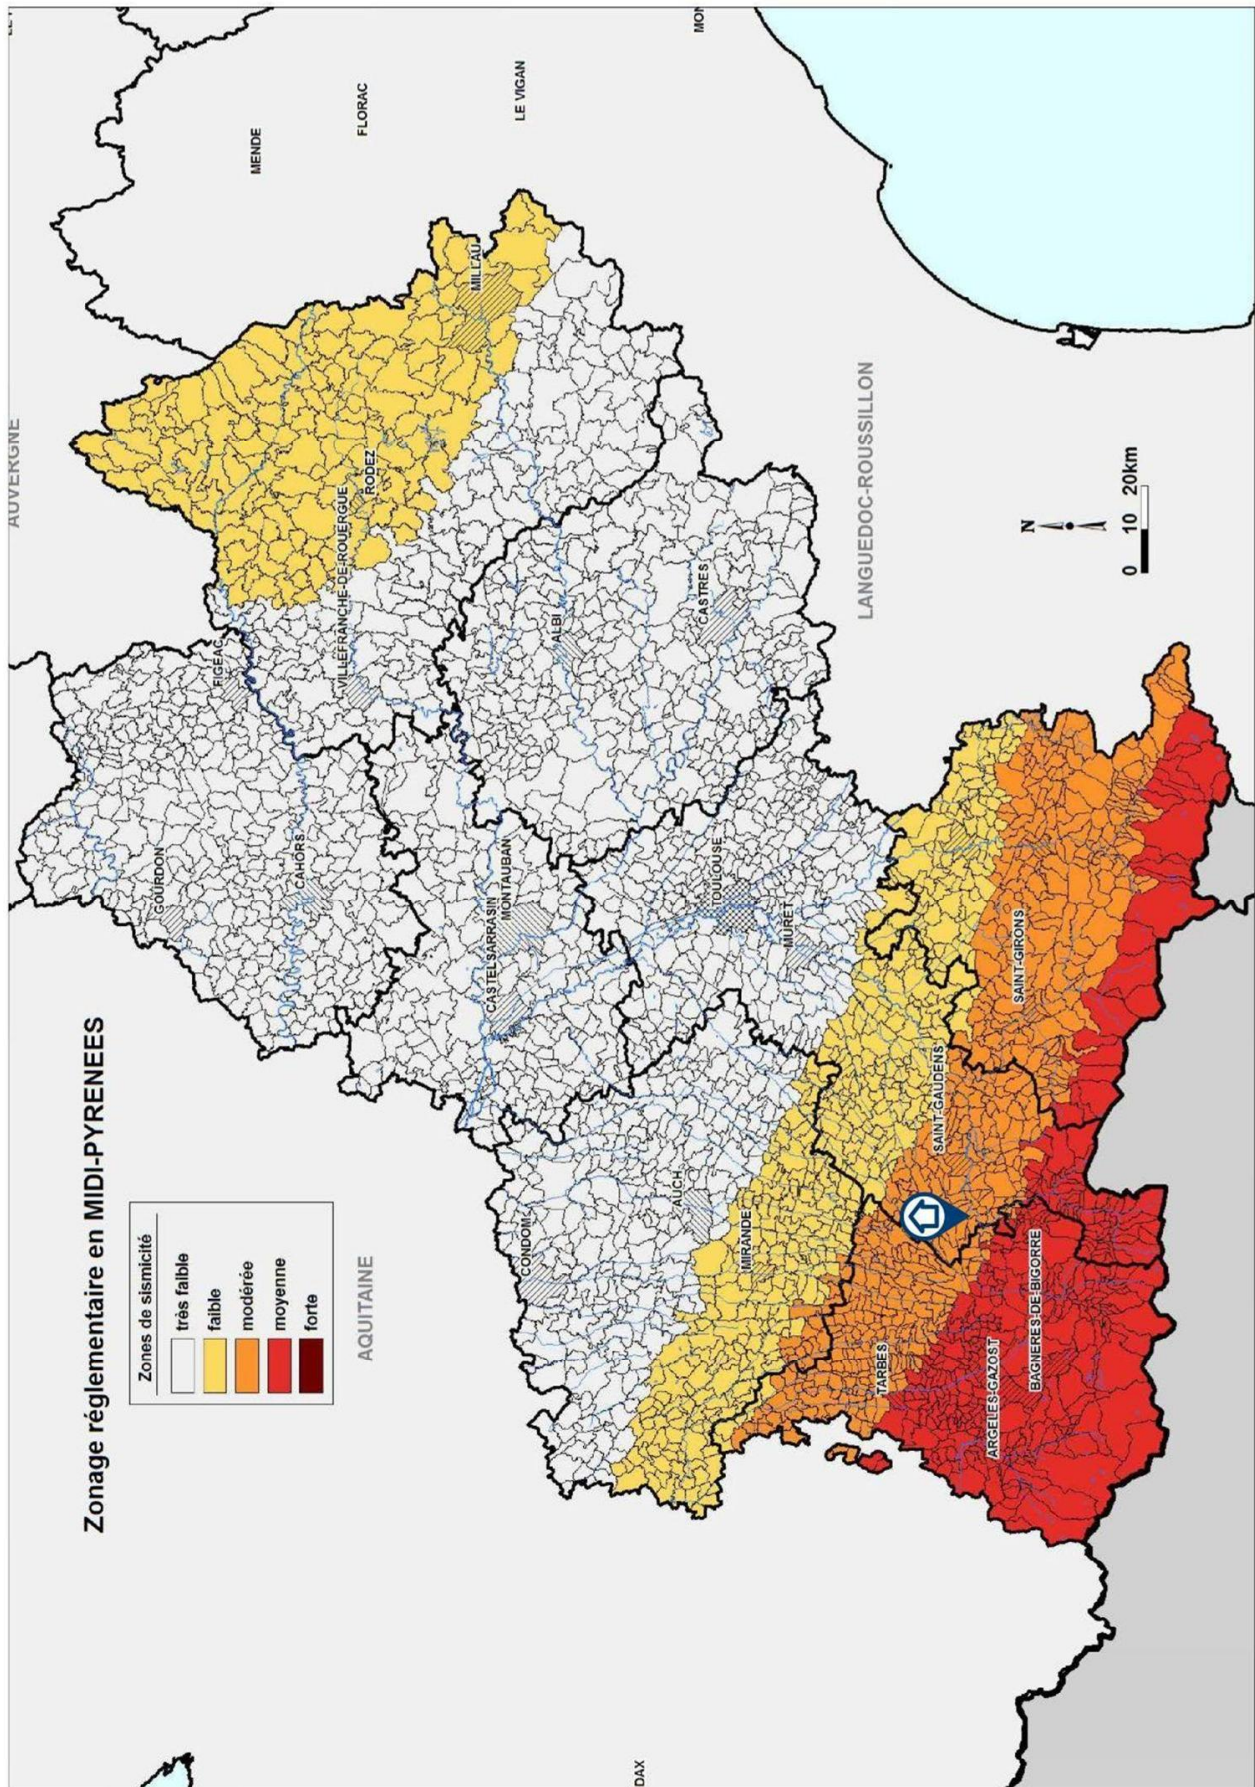 Zonage réglementaire en MIDI-PYRENEES
Zones de sismicité
très faible
faible
modérée
moyenne
forte
AUVERGNE
AQUITAINE
LANGUEDOC-ROUSSILLON
MENDE
FLORAC
LE VIGAN
GOURDON
FIGEAC
CAHORS
VILLEFRANCHE-DE-ROUERGUE
RODEZ
MILLAU
CASTELSARRASIN
MONTAUBAN
ALBI
CASTRES
CONDOM
AUCH
MIRANDE
TOULOUSE
MURET
DAX
TARBES
SAINT-GAUDENS
SAINT-GIRONS
ARGELES-GAZOST
BAGNERES-DE-BIGORRE
N
0 10 20km